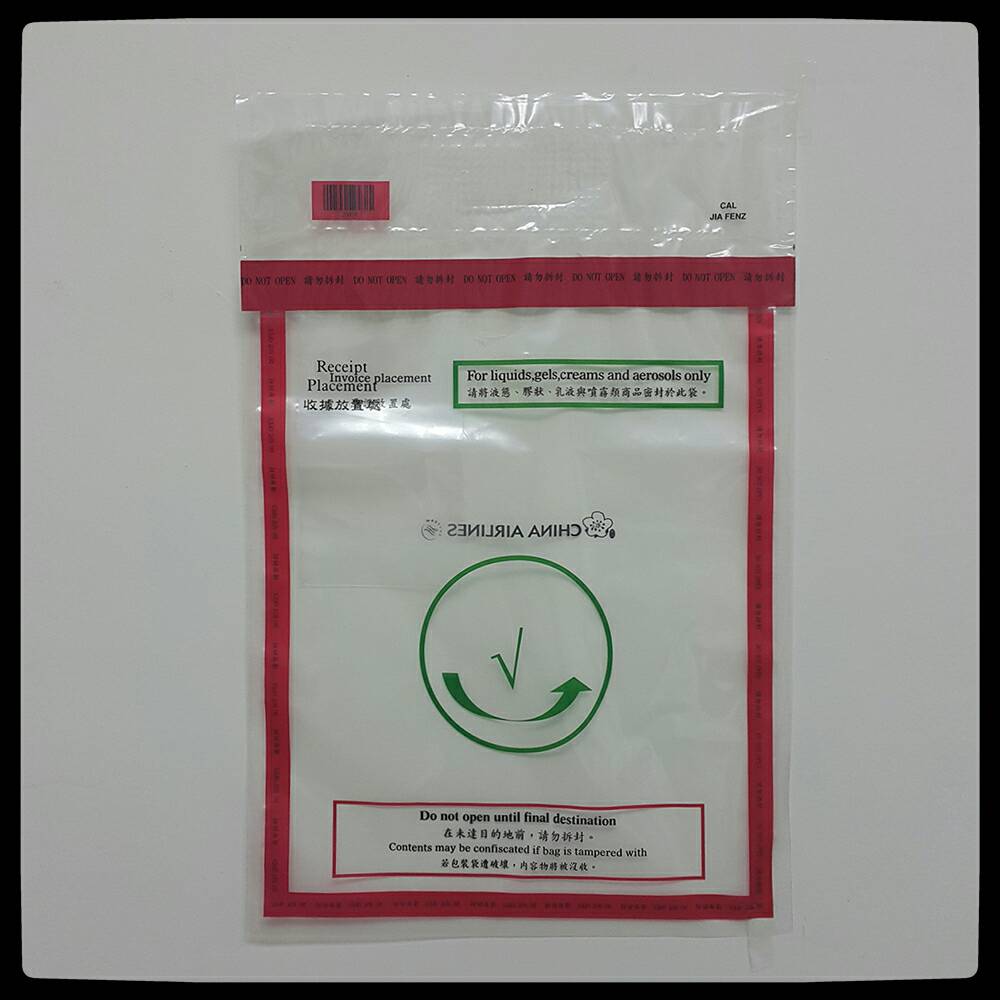 CAL
JIA FENZ
DO NOT OPEN 請勿拆封 DO NOT OPEN 請勿拆封 DO NOT OPEN 請勿拆封 DO NOT OPEN 請勿拆封 DO NOT OPEN 請勿拆封
Receipt
Invoice placement
Placement
收據放置處
放置處
For liquids,gels,creams and aerosols only
請將液態、膠狀、乳液與噴霧類商品密封於此袋。
CHINA AIRLINES
√
Do not open until final destination
在未達目的地前，請勿拆封。
Contents may be confiscated if bag is tampered with
若包裝袋遭破壞，內容物將被沒收。